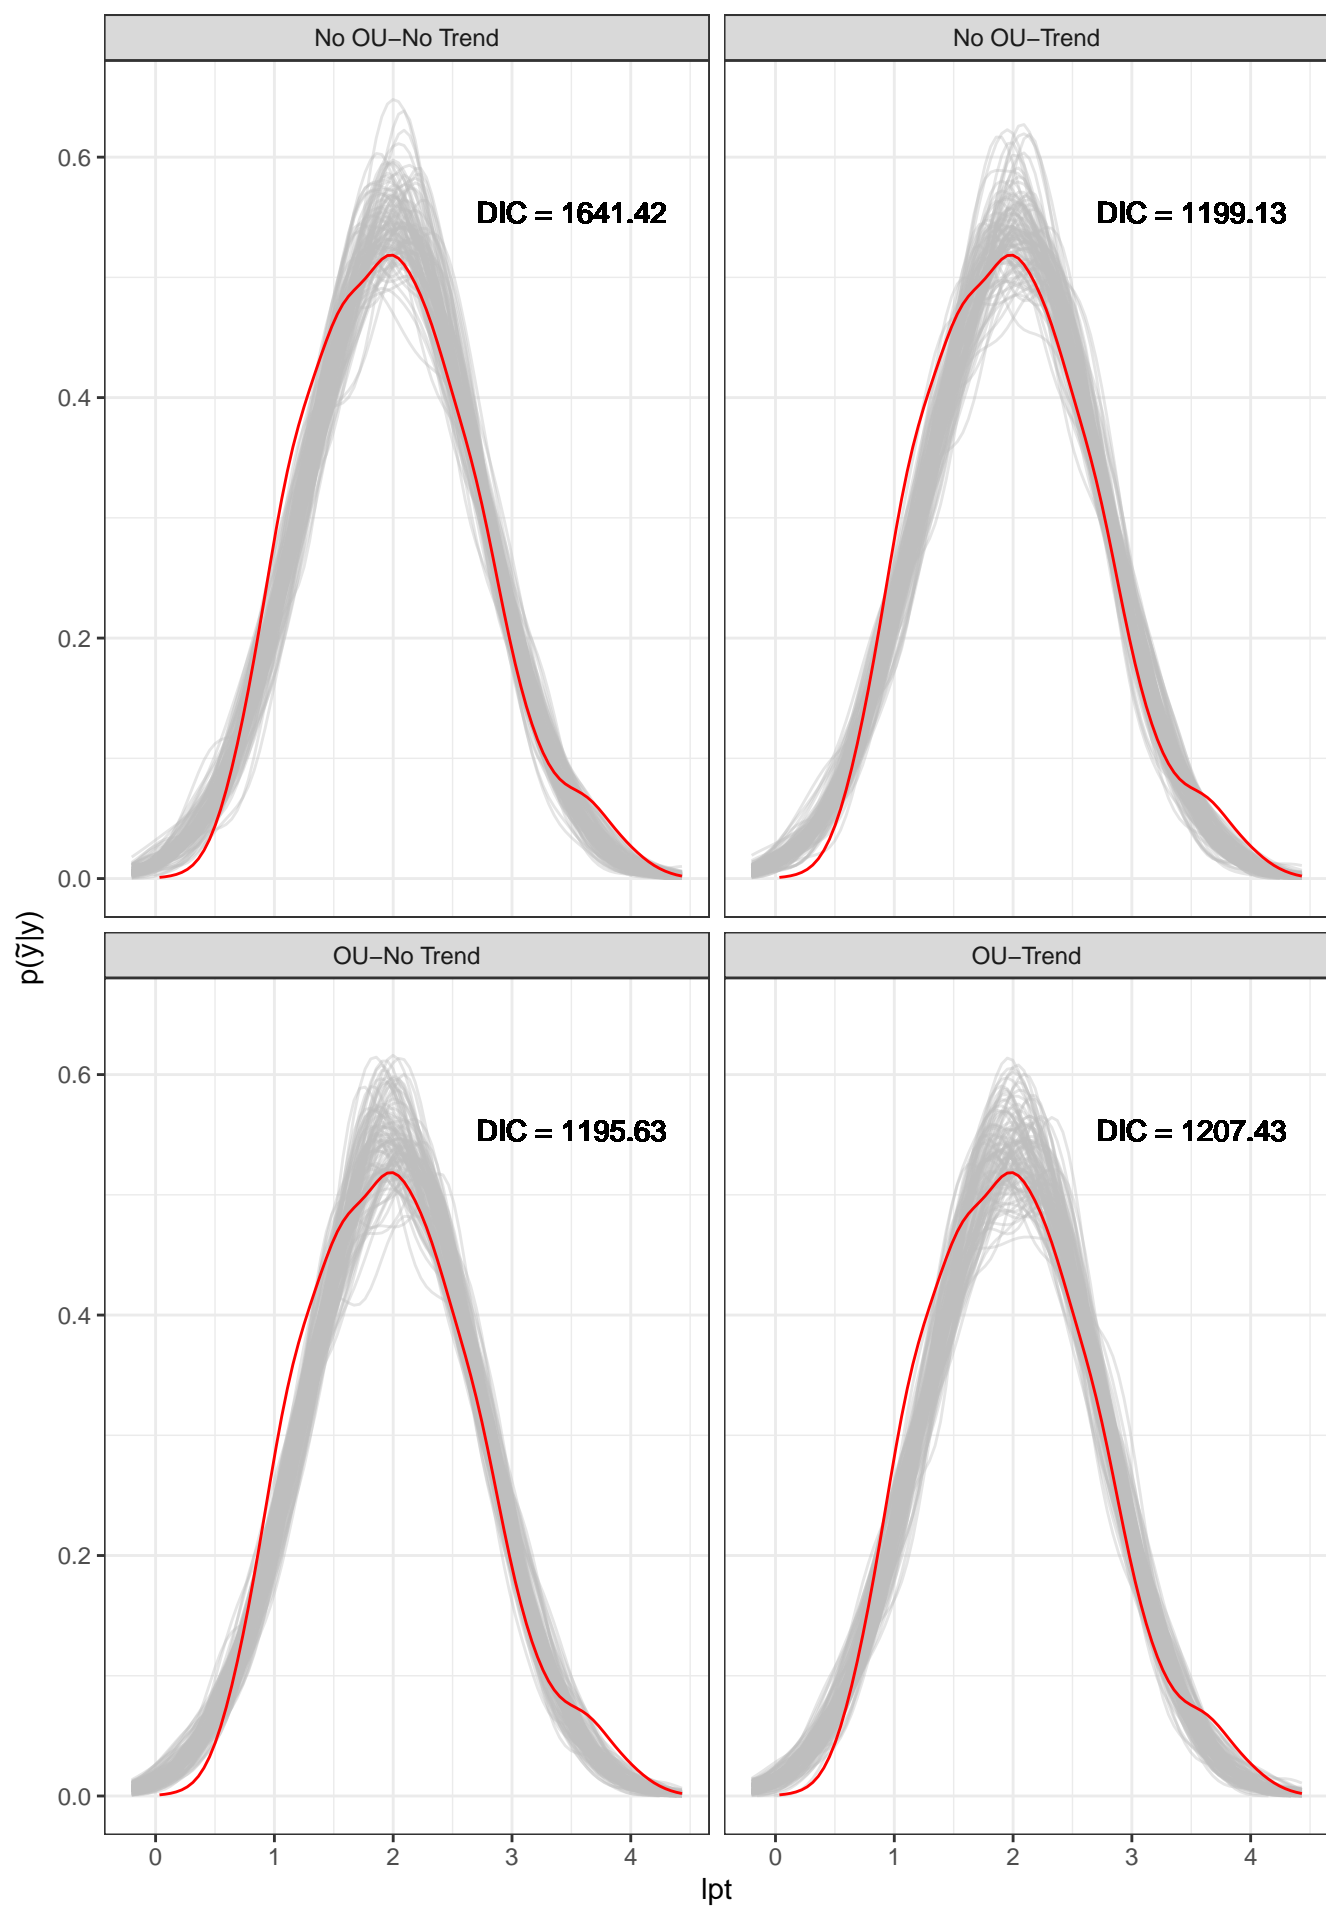 No OU−No Trend
No OU−Trend
DIC = 1641.42
DIC = 1199.13
0.6
0.4
0.2
0.0
p(ỹ|y)
OU−No Trend
OU−Trend
DIC = 1195.63
DIC = 1207.43
0.6
0.4
0.2
0.0
0 1 2 3 4
0 1 2 3 4
lpt